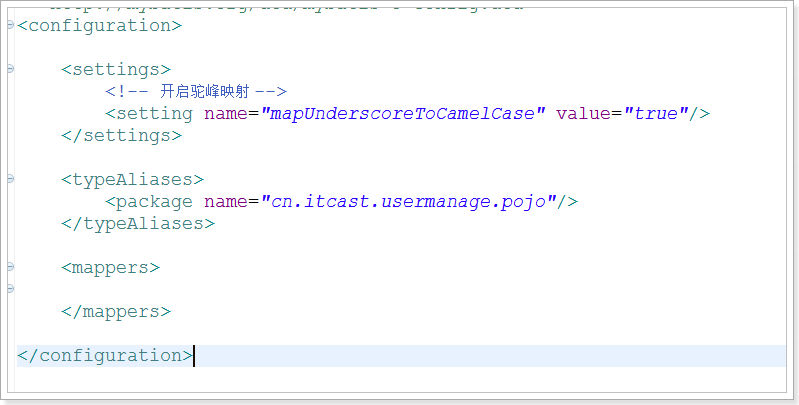 <configuration>
<settings>
<!-- 开启驼峰映射 -->
<setting name="mapUnderscoreToCamelCase" value="true"/>
</settings>
<typeAliases>
<package name="cn.itcast.usermanage.pojo"/>
</typeAliases>
<mappers>
</mappers>
</configuration>